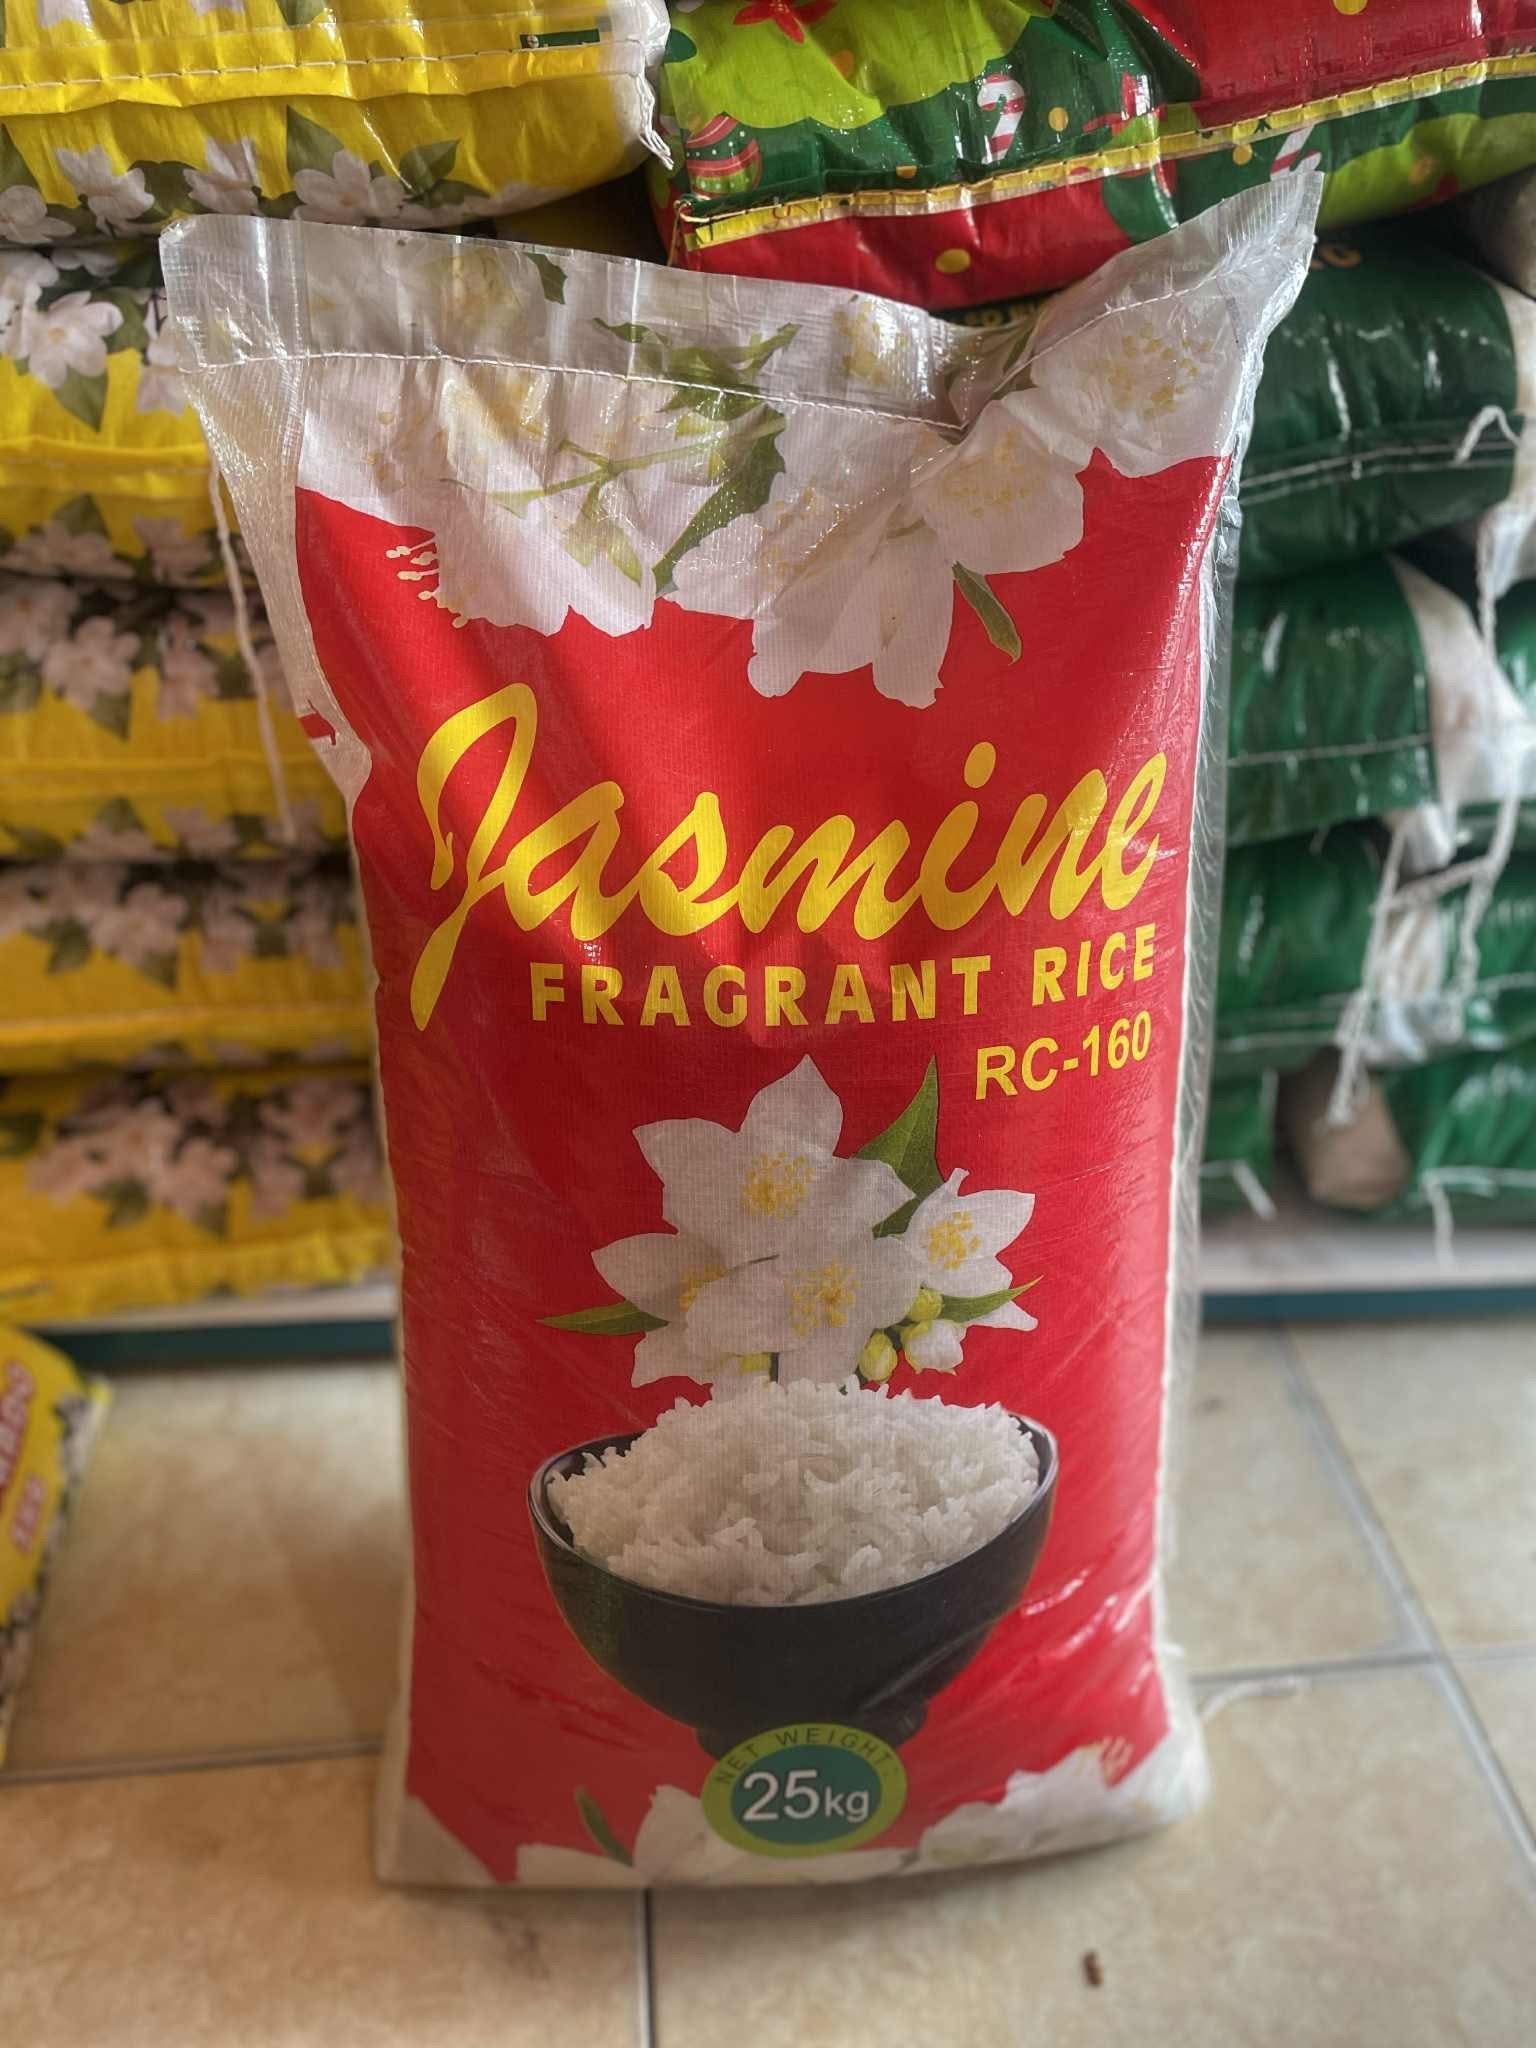 Jasmine
FRAGRANT RICE
RC-160
NET WEIGHT:
25kg